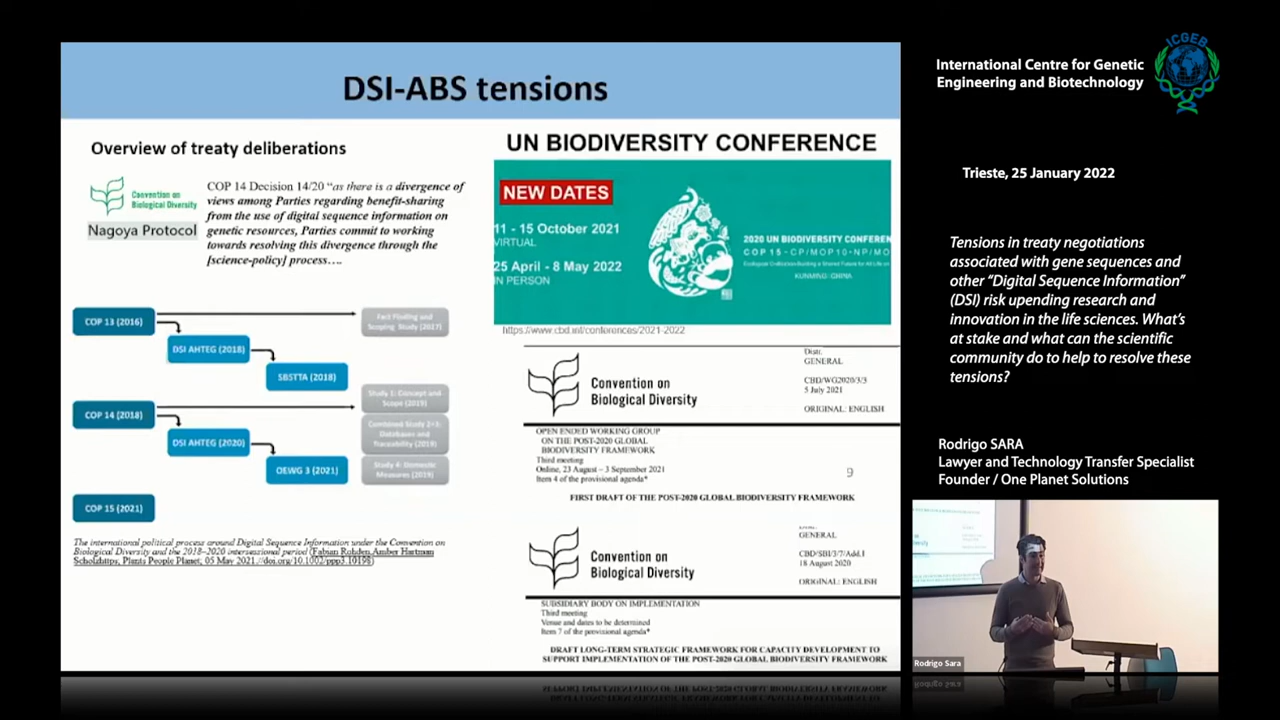 DSI-ABS tensions
Overview of treaty deliberations
Convention on
Biological Diversity
Nagoya Protocol
COP 14 Decision 14/20 "as there is a divergence of
views among Parties regarding benefit-sharing
from the use of digital sequence information on
genetic resources, Parties commit to working
towards resolving this divergence through the
[science-policy] process….
COP 13 (2016)
Fact Finding and
Scoping Study (2017)
DSI AHTEG (2018)
SBSTTA (2018)
COP 14 (2018)
Study 1: Concept and
Scope (2019)
Combined Study 2+3:
Databases and
Traceability (2019)
DSI AHTEG (2020)
OEWG 3 (2021)
Study 4: Domestic
Measures (2019)
COP 15 (2021)
The international political process around Digital Sequence Information under the Convention on
Biological Diversity and the 2018–2020 intersessional period (Fabian Rohden,Amber Hartman
Scholzhttps, Plants People Planet, 05 May 2021.//doi.org/10.1002/ppp3.10198)
UN BIODIVERSITY CONFERENCE
NEW DATES
11 - 15 October 2021
VIRTUAL
25 April - 8 May 2022
IN PERSON
2020 UN BIODIVERSITY CONFEREN
COP15-CP/MOP10-NP/MO
KUNMING·CHINA
https://www.cbd.int/conferences/2021-2022
Convention on
Biological Diversity
Distr.
GENERAL
CBD/WG2020/3/3
5 July 2021
ORIGINAL: ENGLISH
OPEN ENDED WORKING GROUP
ON THE POST-2020 GLOBAL
BIODIVERSITY FRAMEWORK
Third meeting
Online, 23 August – 3 September 2021
Item 4 of the provisional agenda*
9
FIRST DRAFT OF THE POST-2020 GLOBAL BIODIVERSITY FRAMEWORK
Convention on
Biological Diversity
GENERAL
CBD/SBI/3/7/Add.1
18 August 2020
ORIGINAL: ENGLISH
SUBSIDIARY BODY ON IMPLEMENTATION
Third meeting
Venue and dates to be determined
Item 7 of the provisional agenda*
DRAFT LONG-TERM STRATEGIC FRAMEWORK FOR CAPACITY DEVELOPMENT TO
SUPPORT IMPLEMENTATION OF THE POST-2020 GLOBAL BIODIVERSITY FRAMEWORK
International Centre for Genetic
Engineering and Biotechnology
ICGEB
Trieste, 25 January 2022
Tensions in treaty negotiations
associated with gene sequences and
other “Digital Sequence Information”
(DSI) risk upending research and
innovation in the life sciences. What's
at stake and what can the scientific
community do to help to resolve these
tensions?
Rodrigo SARA
Lawyer and Technology Transfer Specialist
Founder / One Planet Solutions
Rodrigo Sara